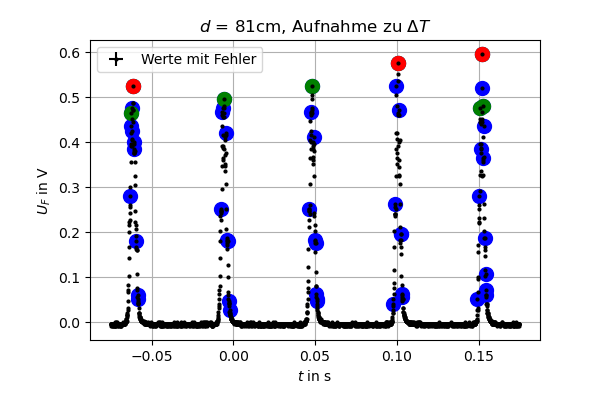 d = 81cm, Aufnahme zu ΔT
Werte mit Fehler
U_F in V
0.6
0.5
0.4
0.3
0.2
0.1
0.0
−0.05 0.00 0.05 0.10 0.15
t in s